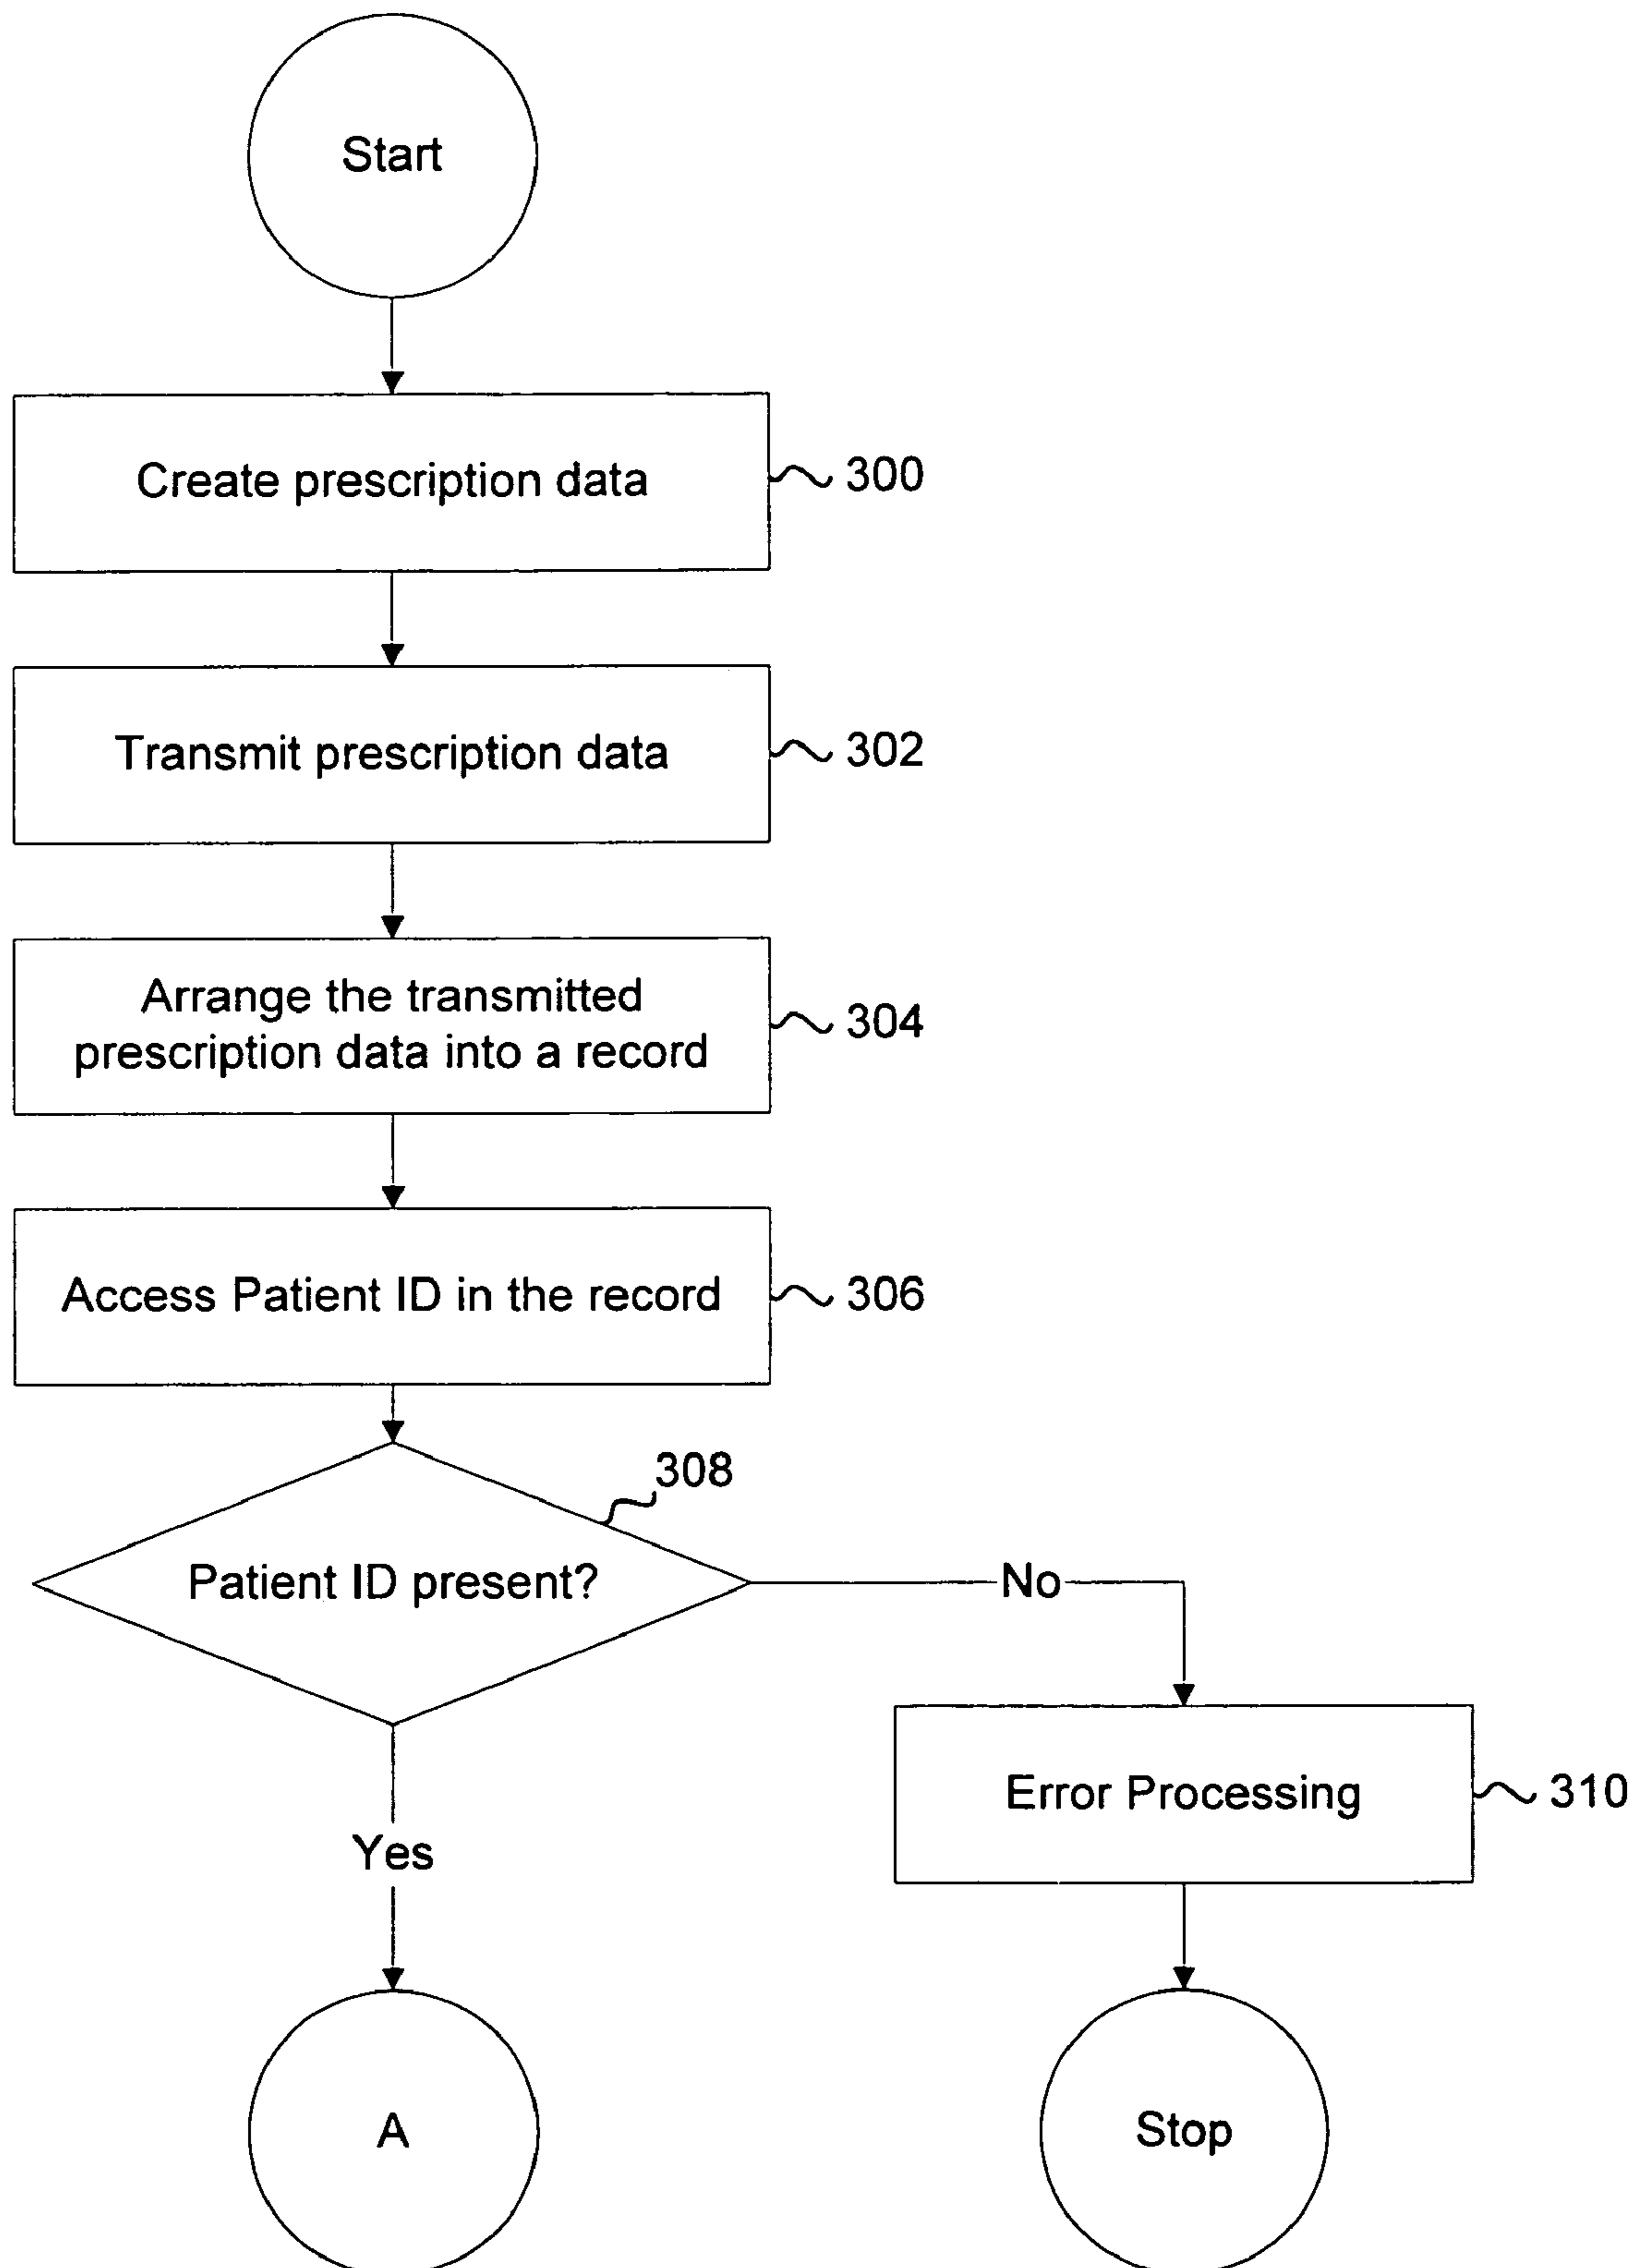 Start
Create prescription data
300
Transmit prescription data
302
Arrange the transmitted
prescription data into a record
304
Access Patient ID in the record
306
308
Patient ID present?
No
Error Processing
310
Yes
A
Stop